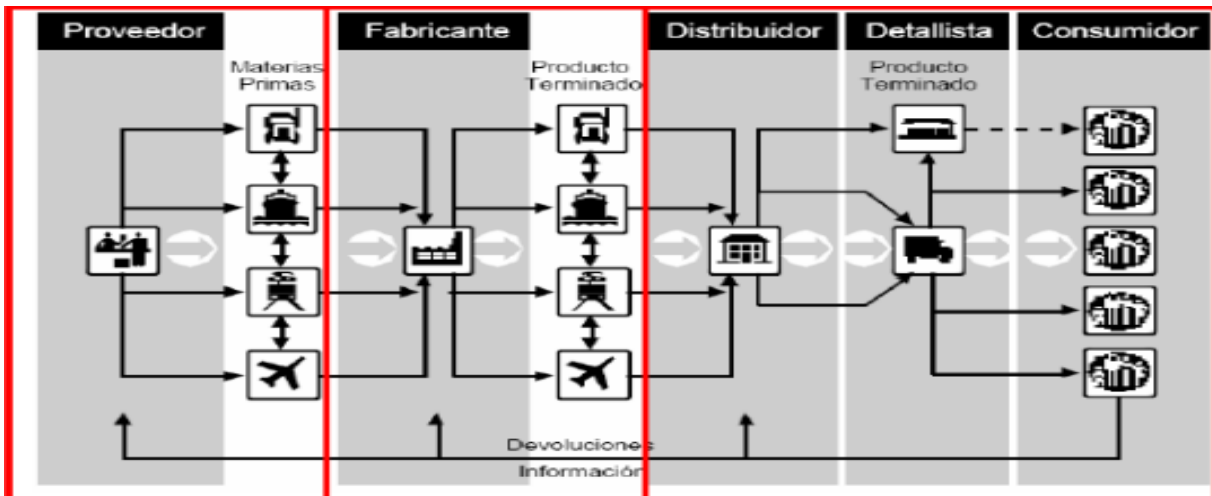 Proveedor
Fabricante
Distribuidor
Detallista
Consumidor
Materias
Primas
Producto
Terminado
Producto
Terminado
Devoluciones
Información